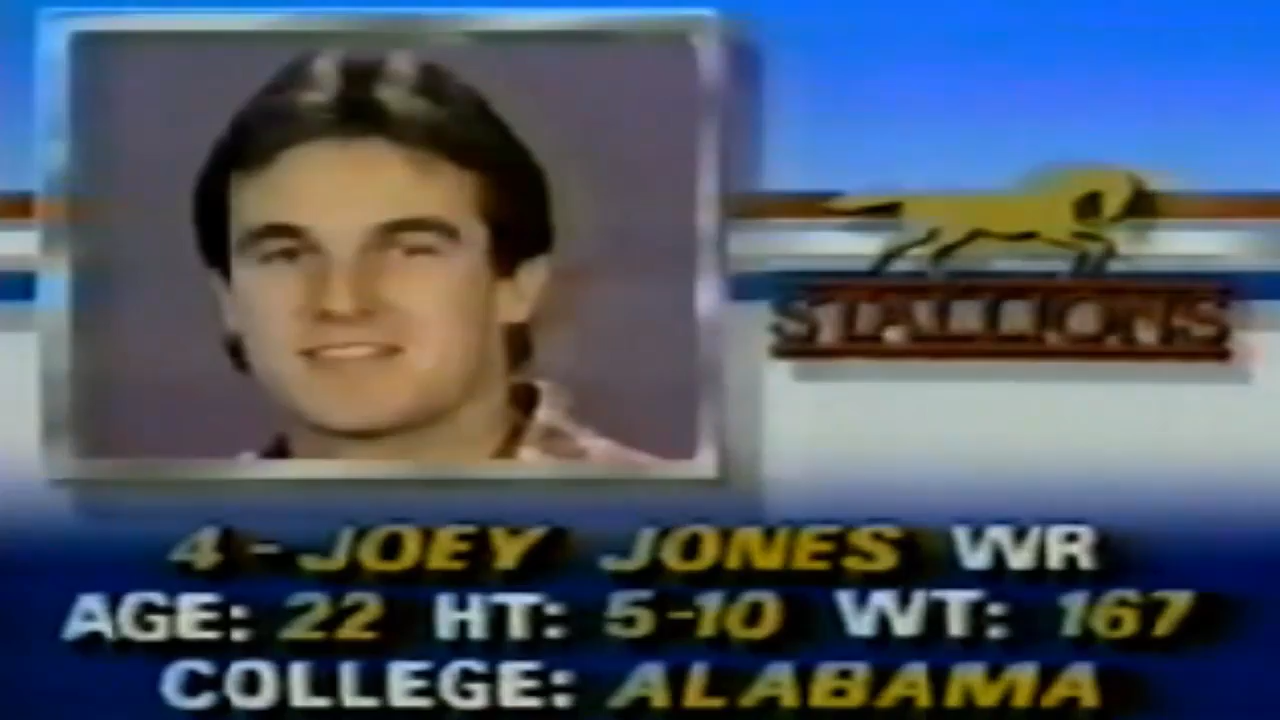 STALLIONS
4 - JOEY JONES WR
AGE: 22 HT: 5-10 WT: 167
COLLEGE: ALABAMA